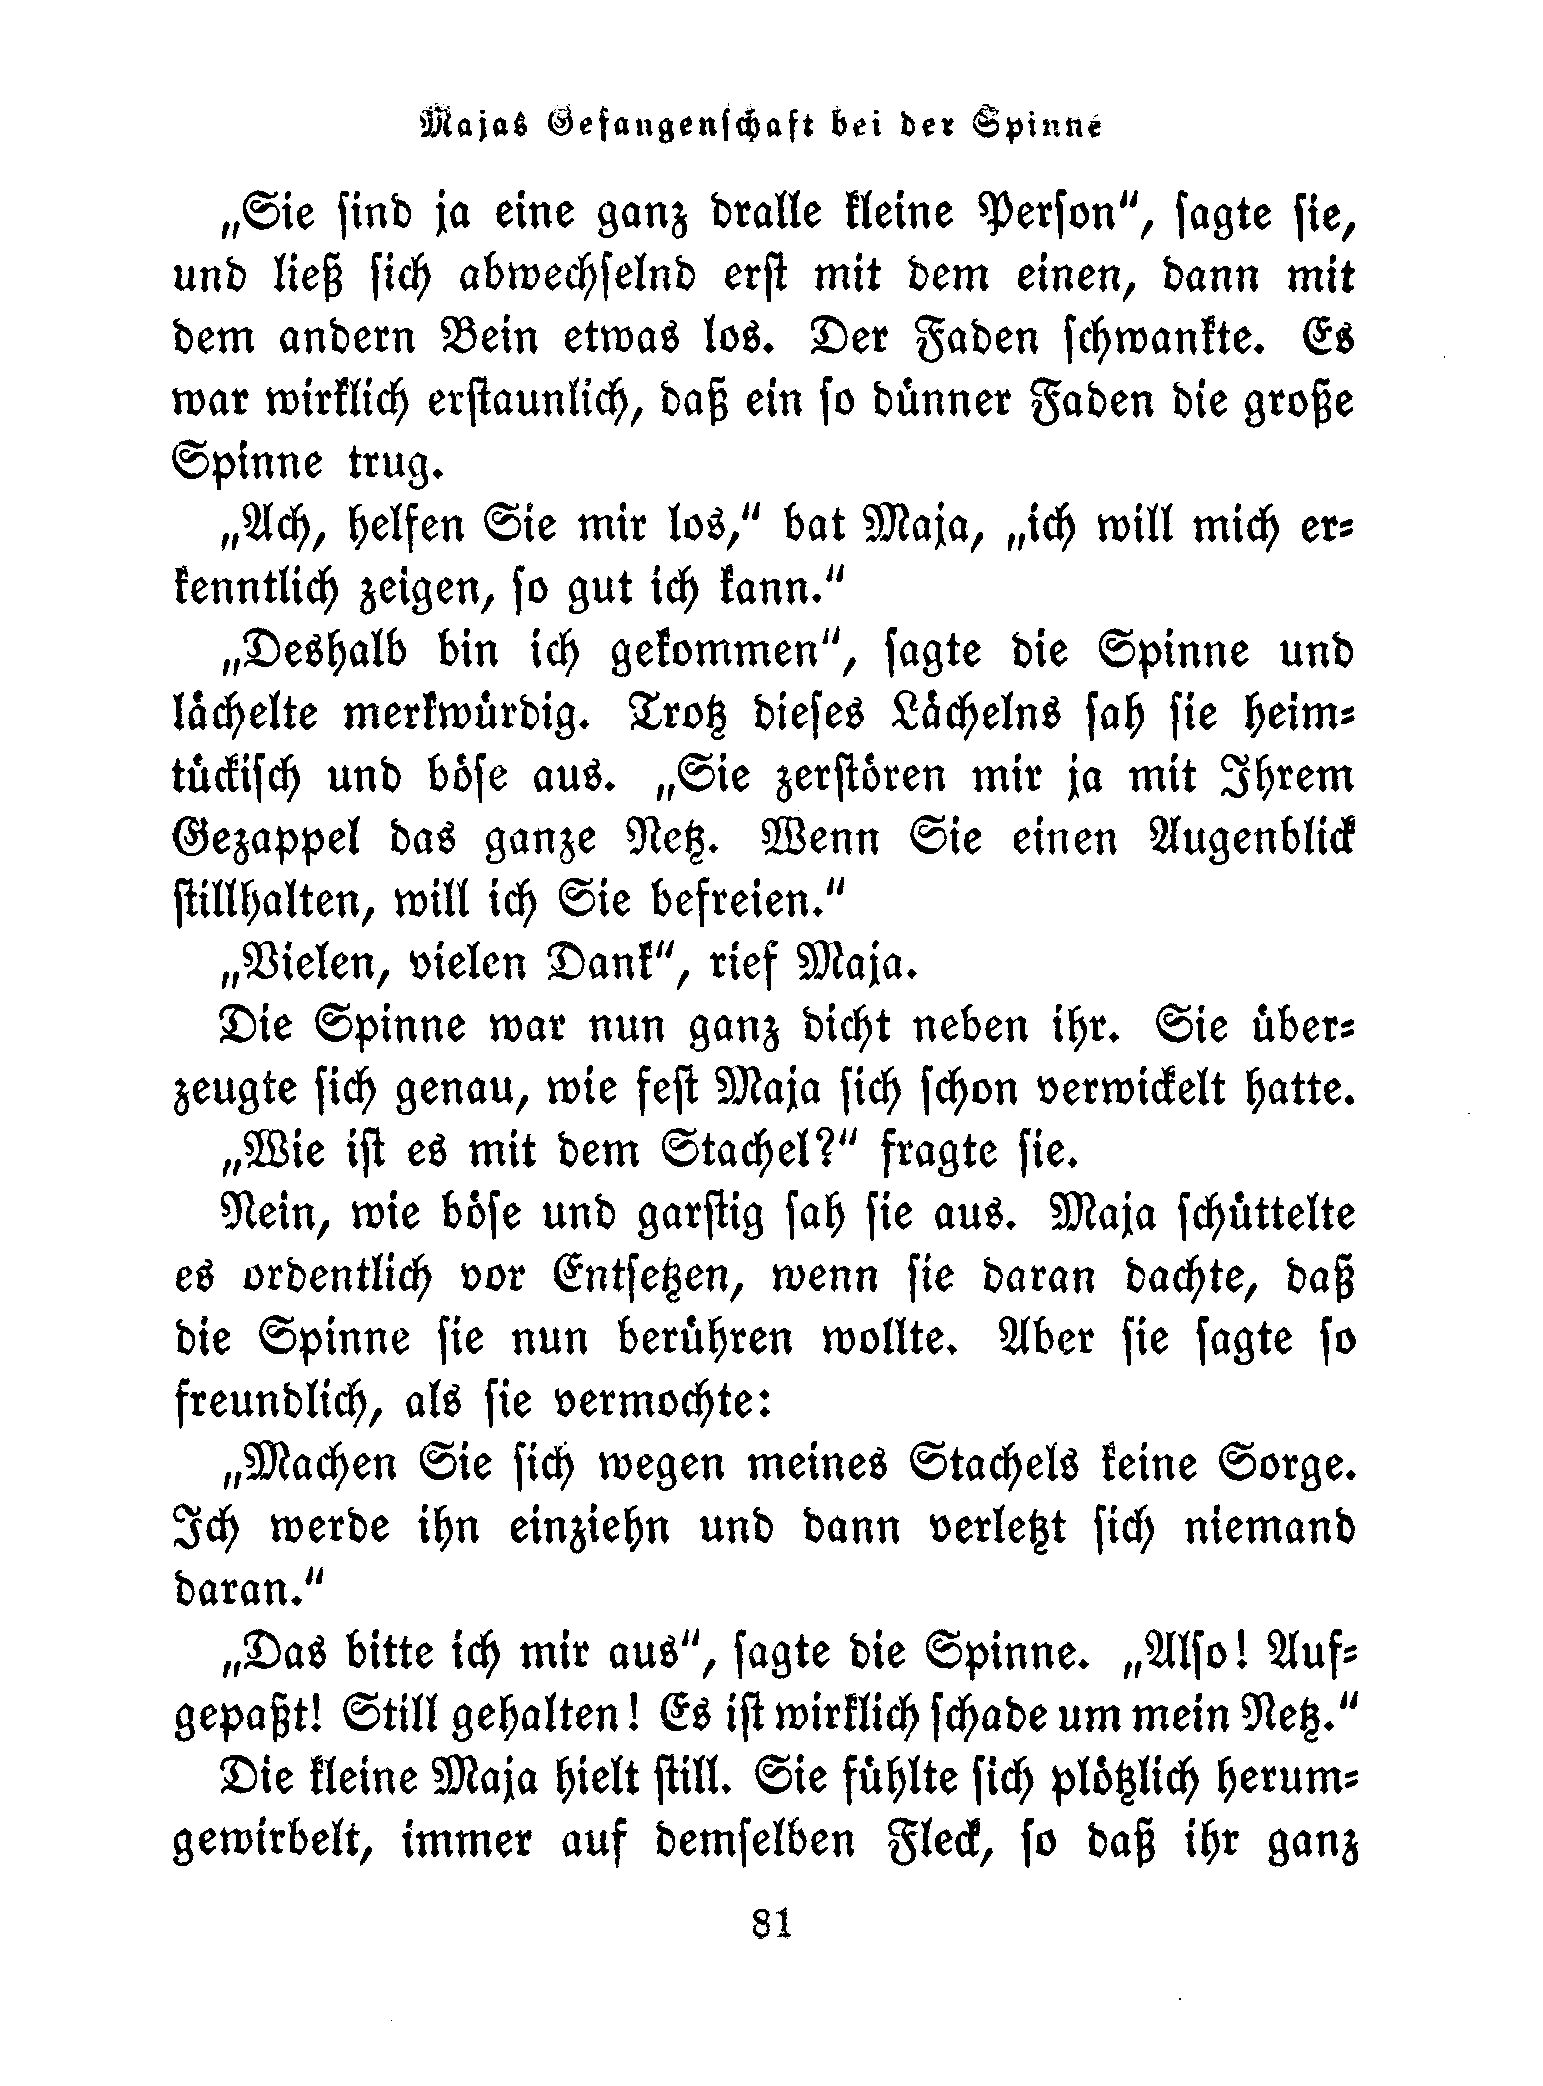 Majas Gefangenschaft bei der Spinne
„Sie sind ja eine ganz dralle kleine Person“, sagte sie,
und ließ sich abwechselnd erst mit dem einen, dann mit
dem andern Bein etwas los. Der Faden schwankte. Es
war wirklich erstaunlich, daß ein so dünner Faden die große
Spinne trug.
„Ach, helfen Sie mir los,“ bat Maja, „ich will mich er-
kenntlich zeigen, so gut ich kann.“
„Deshalb bin ich gekommen“, sagte die Spinne und
lächelte merkwürdig. Trotz dieses Lächelns sah sie heim-
tückisch und böse aus. „Sie zerstören mir ja mit Ihrem
Gezappel das ganze Netz. Wenn Sie einen Augenblick
stillhalten, will ich Sie befreien.“
„Vielen, vielen Dank“, rief Maja.
Die Spinne war nun ganz dicht neben ihr. Sie über-
zeugte sich genau, wie fest Maja sich schon verwickelt hatte.
„Wie ist es mit dem Stachel?“ fragte sie.
Nein, wie böse und garstig sah sie aus. Maja schüttelte
es ordentlich vor Entsetzen, wenn sie daran dachte, daß
die Spinne sie nun berühren wollte. Aber sie sagte so
freundlich, als sie vermochte:
„Machen Sie sich wegen meines Stachels keine Sorge.
Ich werde ihn einziehn und dann verletzt sich niemand
daran.“
„Das bitte ich mir aus“, sagte die Spinne. „Also! Auf-
gepaßt! Still gehalten! Es ist wirklich schade um mein Netz.“
Die kleine Maja hielt still. Sie fühlte sich plötzlich herum-
gewirbelt, immer auf demselben Fleck, so daß ihr ganz
81